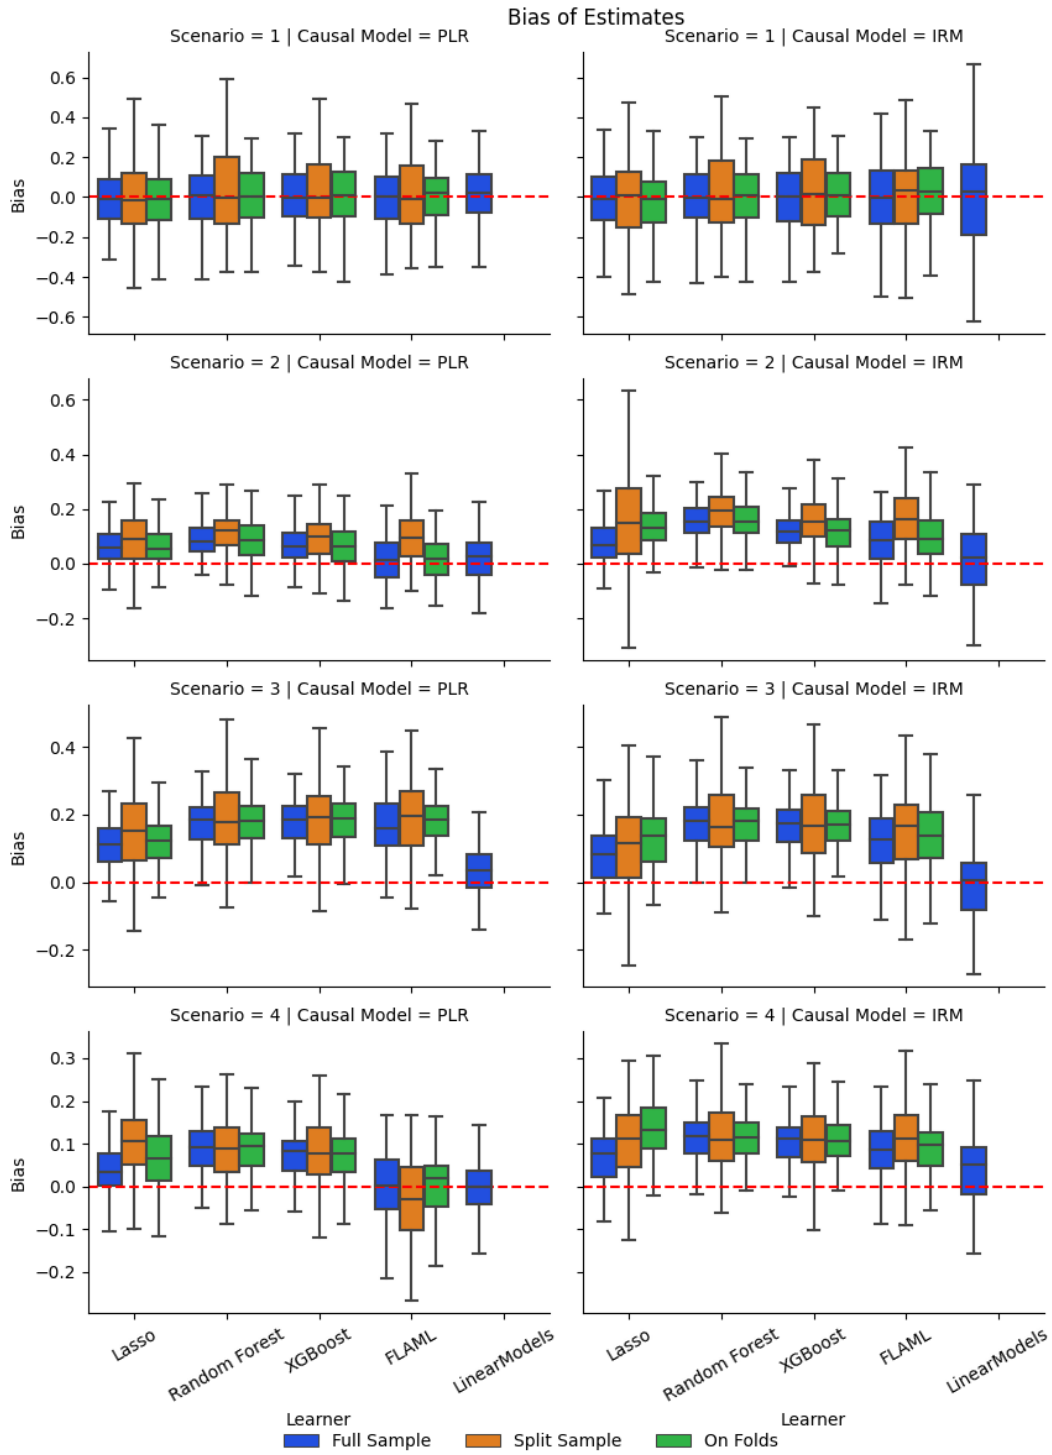 Bias of Estimates
Scenario = 1 | Causal Model = PLR
Scenario = 1 | Causal Model = IRM
0.6
0.4
0.2
0.0
−0.2
−0.4
−0.6
Bias
Scenario = 2 | Causal Model = PLR
Scenario = 2 | Causal Model = IRM
0.6
0.4
0.2
0.0
−0.2
Bias
Scenario = 3 | Causal Model = PLR
Scenario = 3 | Causal Model = IRM
0.4
0.2
0.0
−0.2
Bias
Scenario = 4 | Causal Model = PLR
Scenario = 4 | Causal Model = IRM
0.3
0.2
0.1
0.0
−0.1
−0.2
Bias
Lasso
Random Forest
XGBoost
FLAML
LinearModels
Lasso
Random Forest
XGBoost
FLAML
LinearModels
Learner
Learner
Full Sample
Split Sample
On Folds